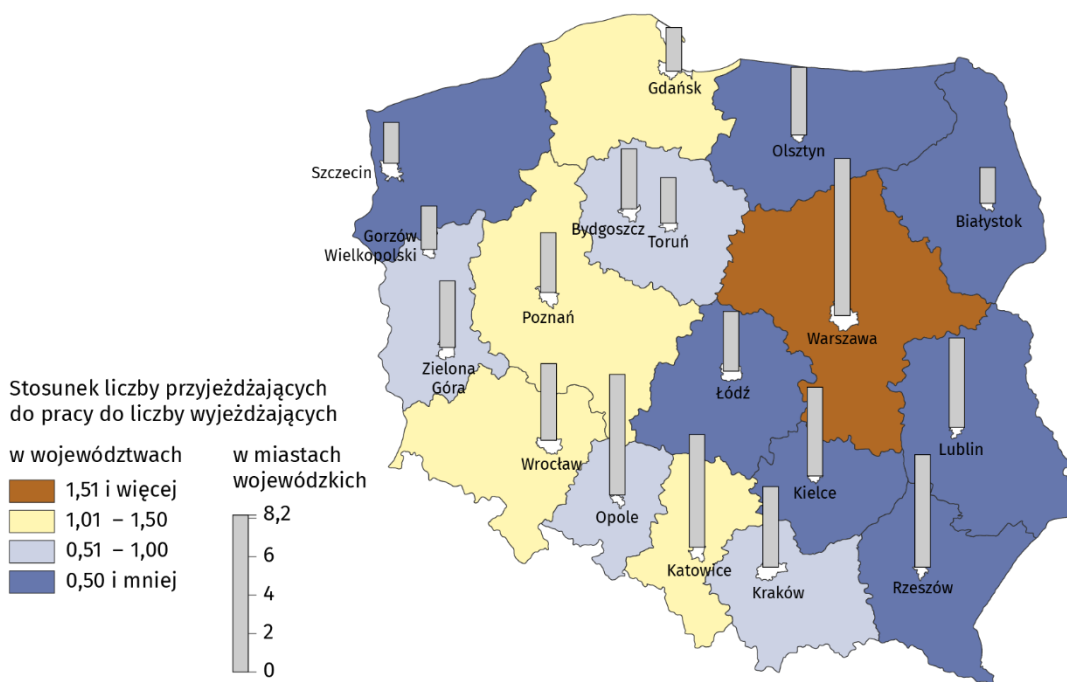 Gdańsk
Olsztyn
Szczecin
Białystok
Bydgoszcz
Toruń
Gorzów
Wielkopolski
Poznań
Warszawa
Zielona
Góra
Łódź
Lublin
Wrocław
Kielce
Opole
Katowice
Kraków
Rzeszów
Stosunek liczby przyjeżdżających
do pracy do liczby wyjeżdżających
w województwach
1,51 i więcej
1,01 – 1,50
0,51 – 1,00
0,50 i mniej
w miastach
wojewódzkich
8,2
6
4
2
0